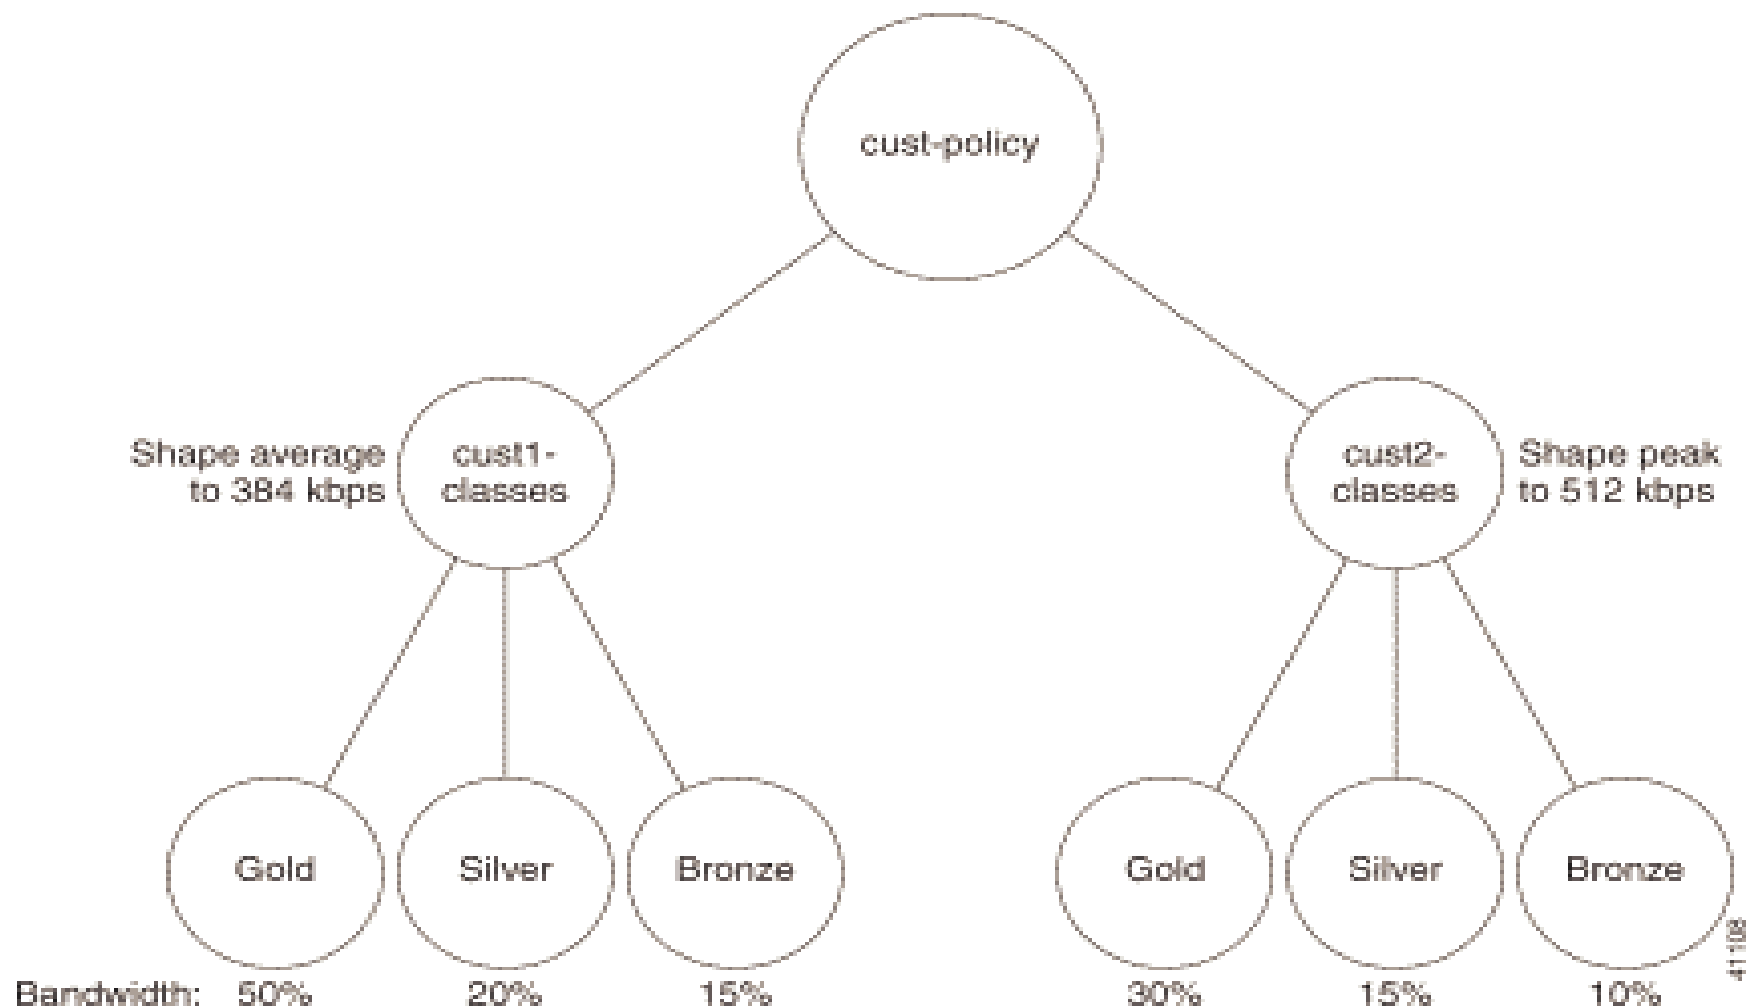 cust-policy
Shape average
to 384 kbps
cust1-
classes
cust2-
classes
Shape peak
to 512 kbps
Gold
Silver
Bronze
Gold
Silver
Bronze
41108
Bandwidth: 50% 20% 15% 30% 15% 10%